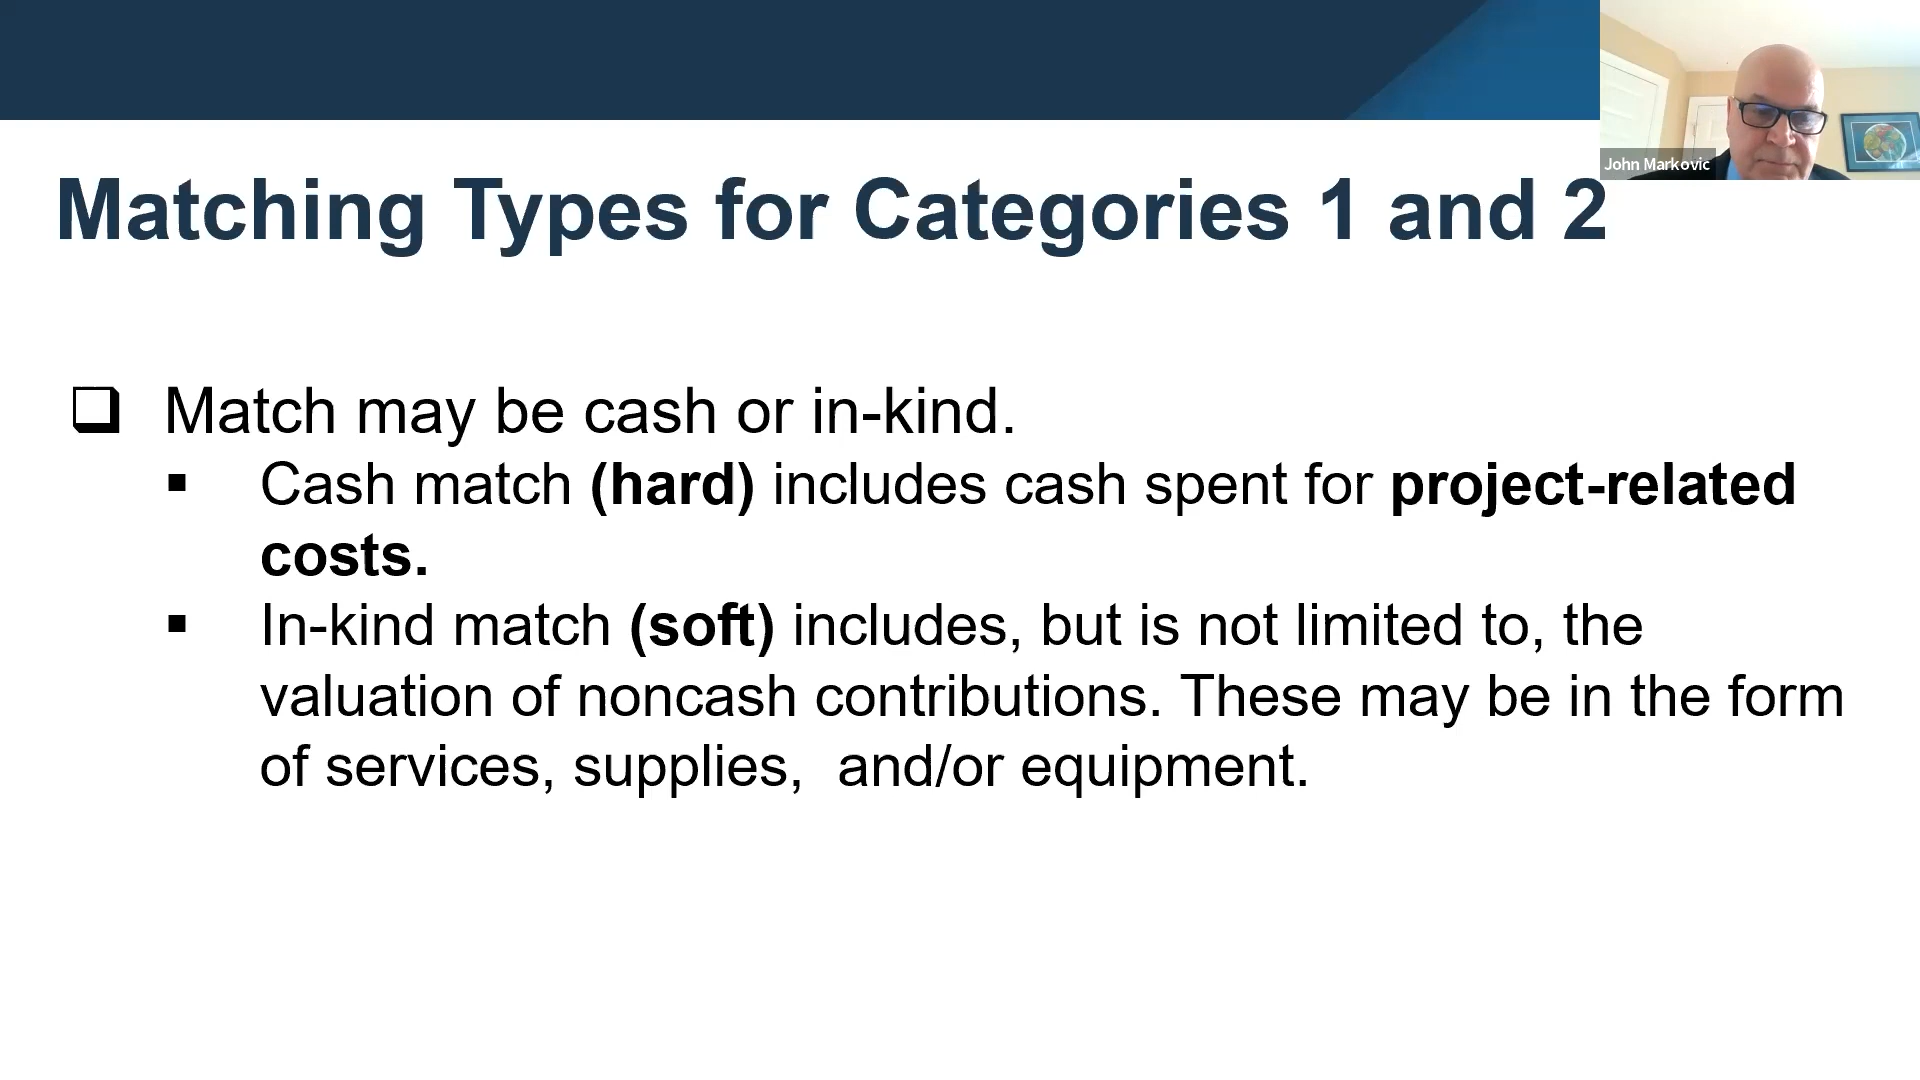 John Markovic
Matching Types for Categories 1 and 2
❑ Match may be cash or in-kind.
▪ Cash match (hard) includes cash spent for project-related
costs.
▪ In-kind match (soft) includes, but is not limited to, the
valuation of noncash contributions. These may be in the form
of services, supplies,  and/or equipment.